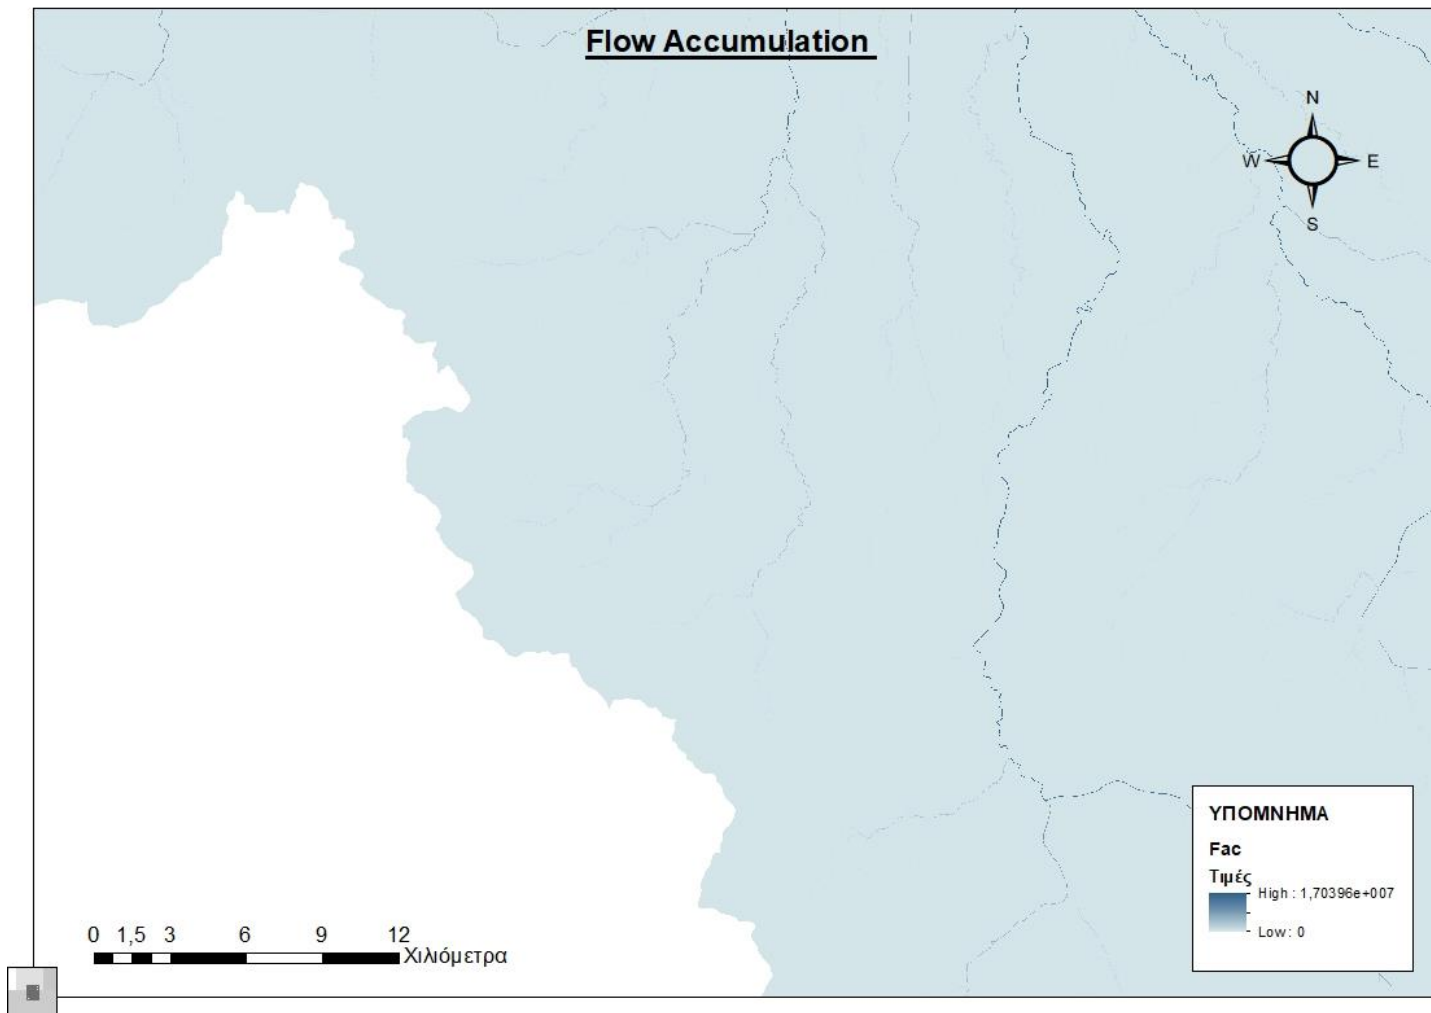 Flow Accumulation
N
W E
S
ΥΠΟΜΝΗΜΑ
Fac
Τιμές
High : 1,70396e+007
Low : 0
0 1,5 3 6 9 12
Χιλιόμετρα